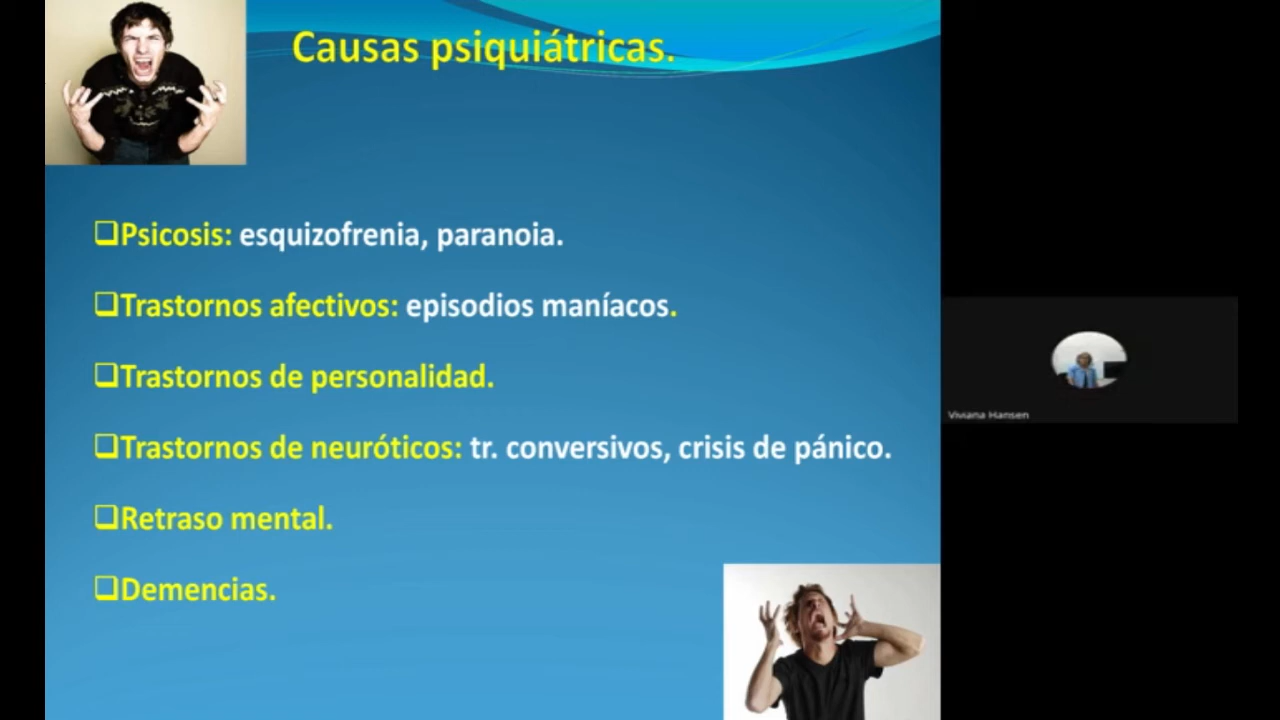 Causas psiquiátricas.
❑Psicosis: esquizofrenia, paranoia.
❑Trastornos afectivos: episodios maníacos.
❑Trastornos de personalidad.
❑Trastornos de neuróticos: tr. conversivos, crisis de pánico.
❑Retraso mental.
❑Demencias.
Viviana Hansen